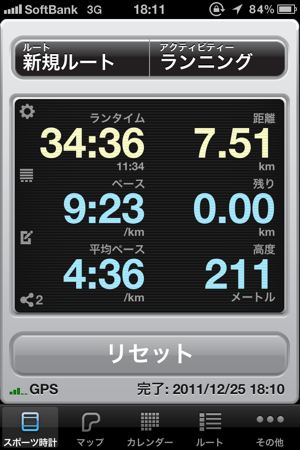 SoftBank 3G 18:11 84%
ルート アクティビティー
新規ルート ランニング
ランタイム 距離
34:36 7.51
11:34 km
ペース 残り
9:23 0.00
/km km
平均ペース 高度
4:36 211
/km メートル
2
リセット
GPS 完了: 2011/12/25 18:10
スポーツ時計 マップ カレンダー ルート その他